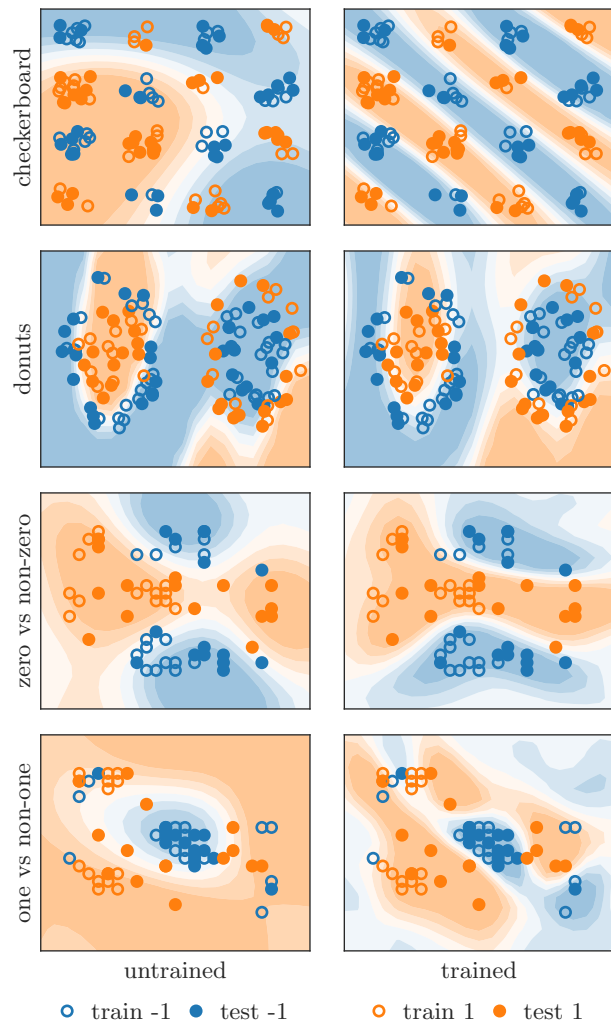 checkerboard
donuts
zero vs non-zero
one vs non-one
untrained trained
train -1 test -1 train 1 test 1